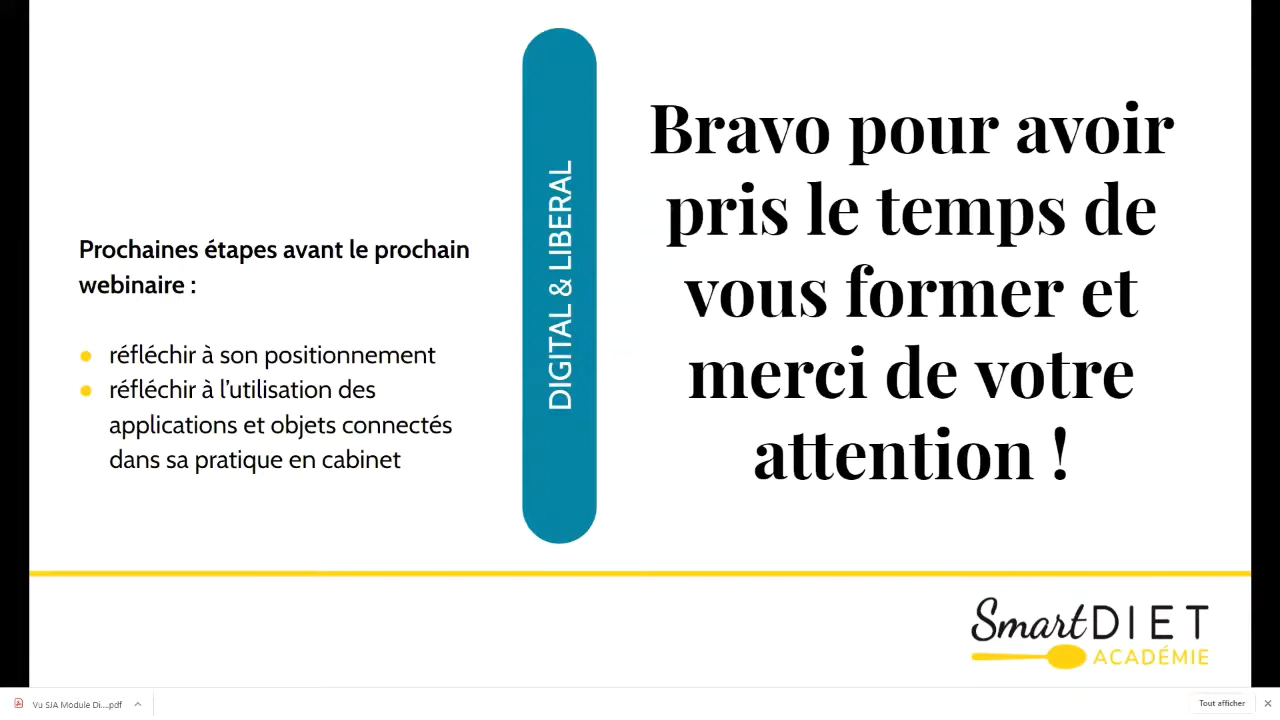 Prochaines étapes avant le prochain
webinaire :
réfléchir à son positionnement
réfléchir à l'utilisation des
applications et objets connectés
dans sa pratique en cabinet
DIGITAL & LIBERAL
Bravo pour avoir
pris le temps de
vous former et
merci de votre
attention !
SmartDIET
ACADÉMIE
Vu SJA Module Di....pdf
Tout afficher